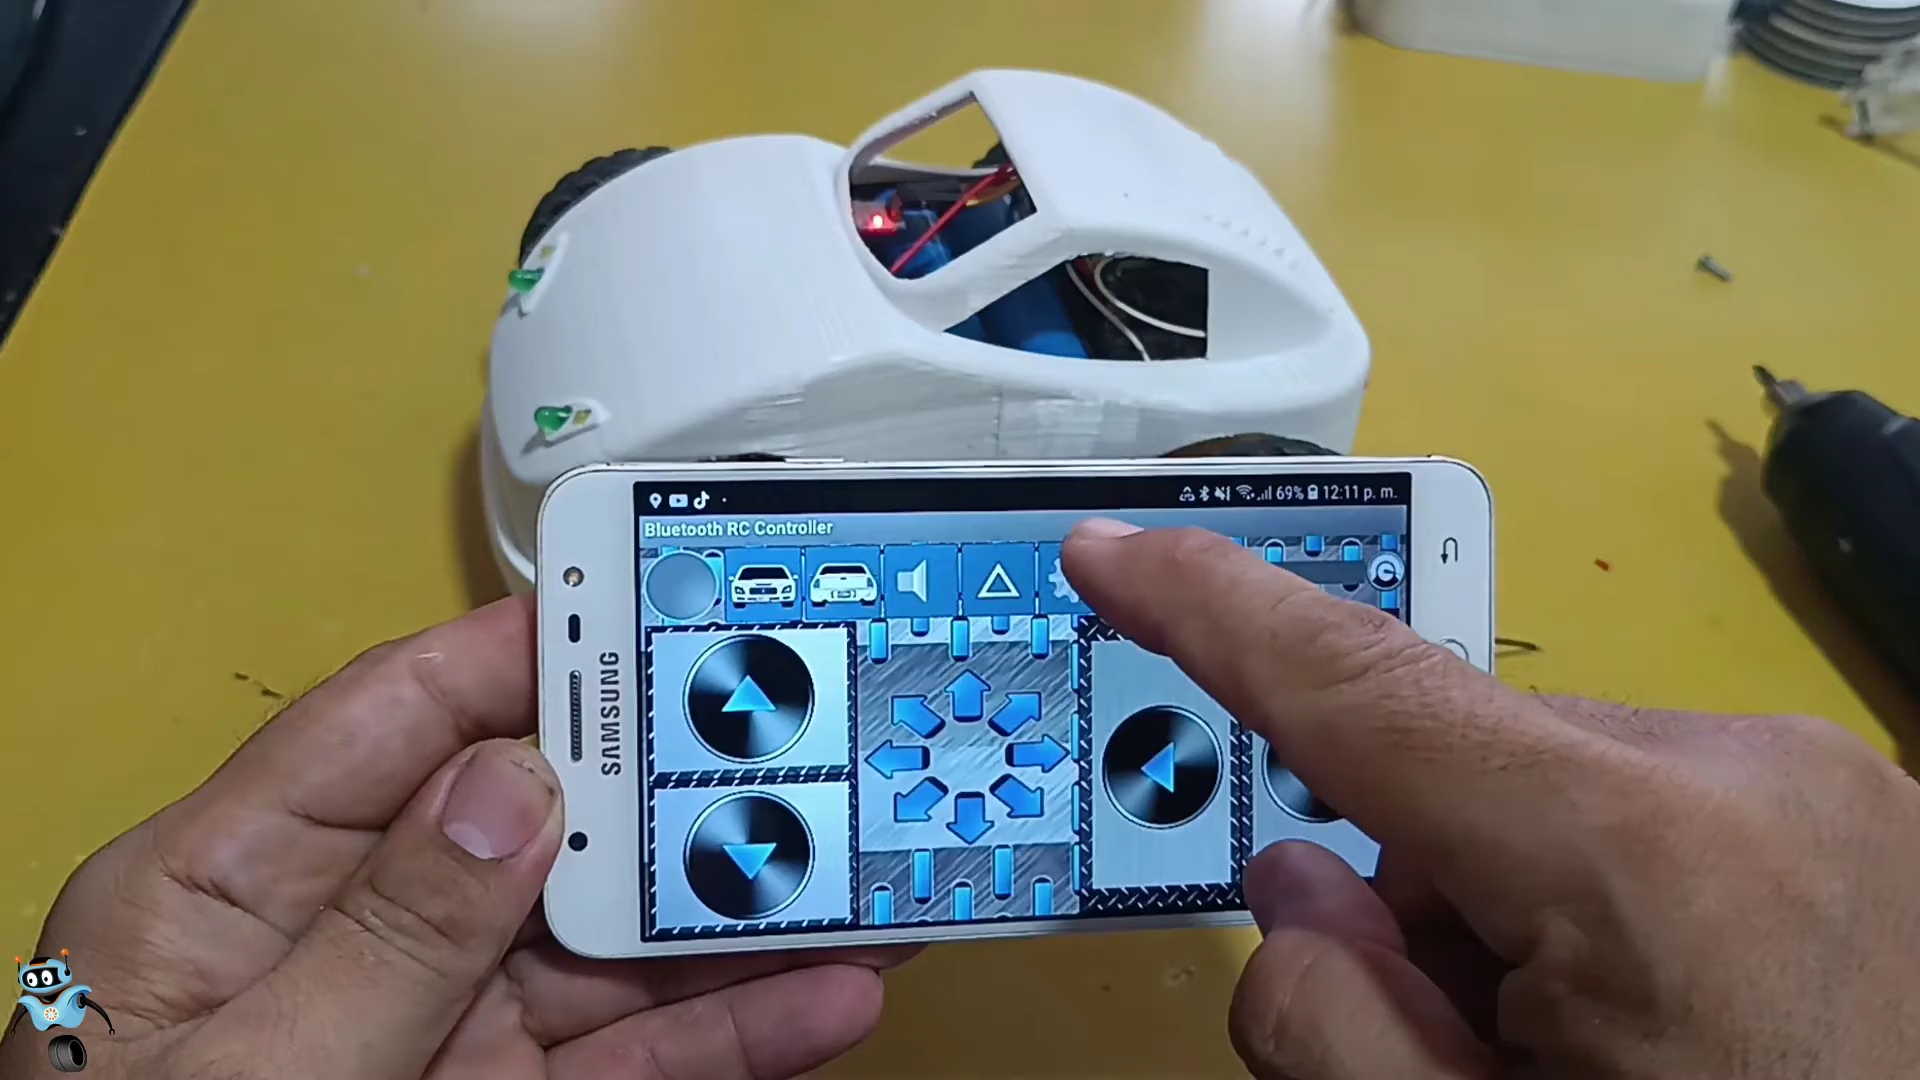 69% 12:11 p. m.
Bluetooth RC Controller
SAMSUNG